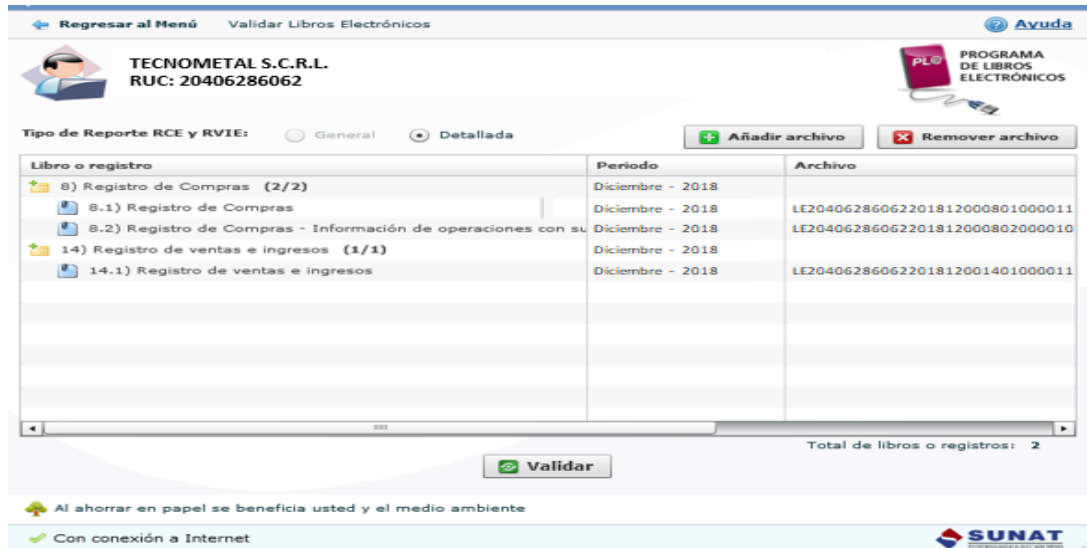 Regresar al Menú Validar Libros Electrónicos Ayuda
TECNOMETAL S.C.R.L.
RUC: 20406286062
PLE
PROGRAMA
DE LIBROS
ELECTRÓNICOS
Tipo de Reporte RCE y RVIE: General Detallada Añadir archivo Remover archivo
Libro o registro Periodo Archivo
8) Registro de Compras (2/2) Diciembre - 2018
8.1) Registro de Compras Diciembre - 2018 LE20406286062201812000801000011
8.2) Registro de Compras - Información de operaciones con su Diciembre - 2018 LE20406286062201812000802000010
14) Registro de ventas e ingresos (1/1) Diciembre - 2018
14.1) Registro de ventas e ingresos Diciembre - 2018 LE20406286062201812001401000011
Total de libros o registros: 2
Validar
Al ahorrar en papel se beneficia usted y el medio ambiente
Con conexión a Internet SUNAT